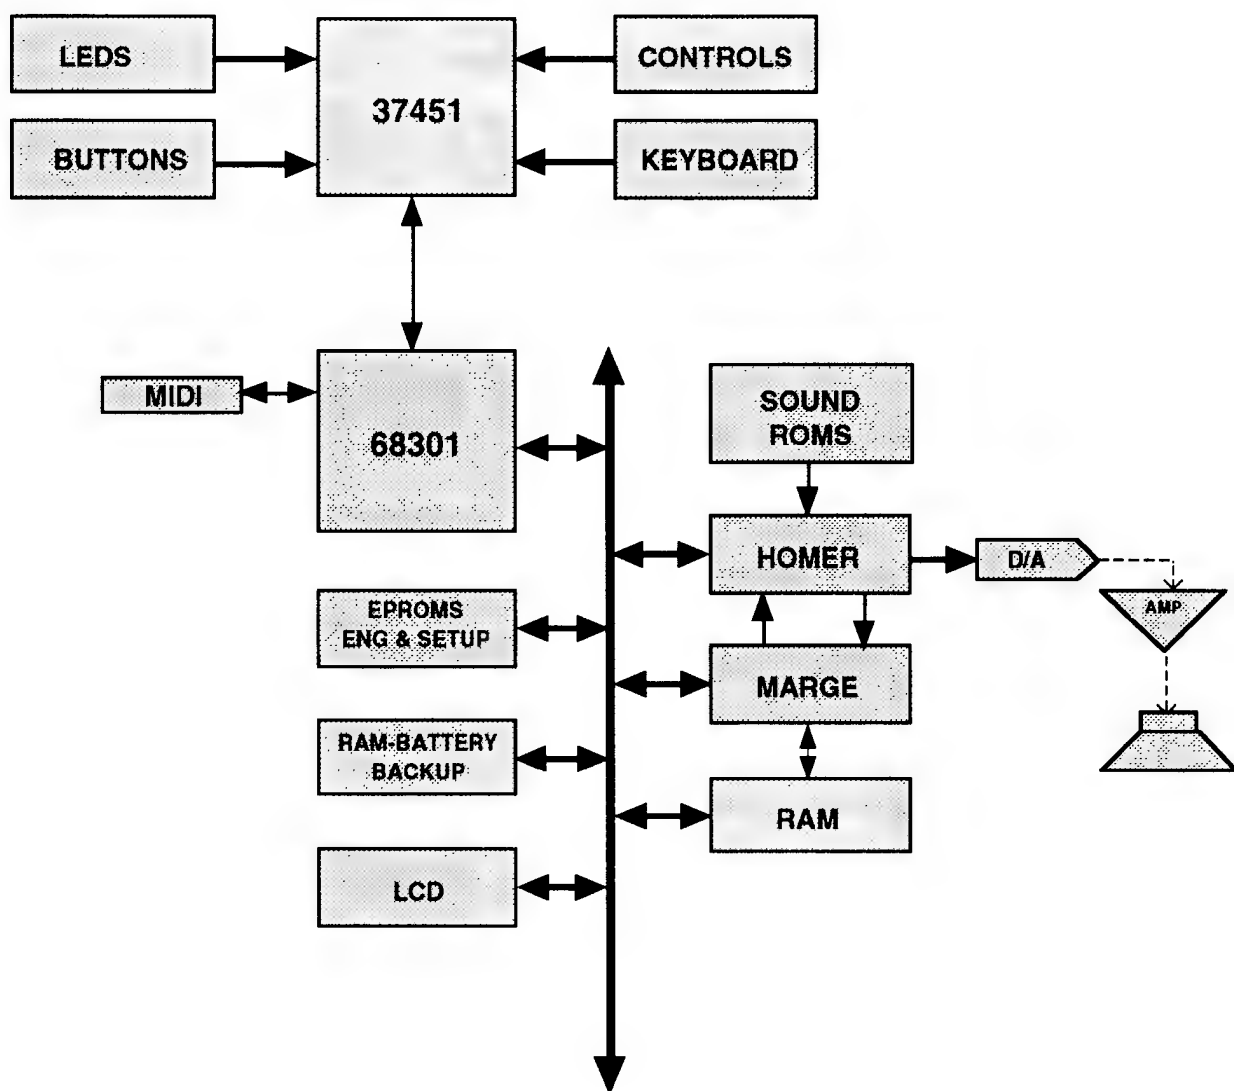 LEDS
37451
CONTROLS
BUTTONS
KEYBOARD
MIDI
68301
SOUND
ROMS
HOMER
D/A
AMP
EPROMS
ENG & SETUP
MARGE
RAM-BATTERY
BACKUP
RAM
LCD